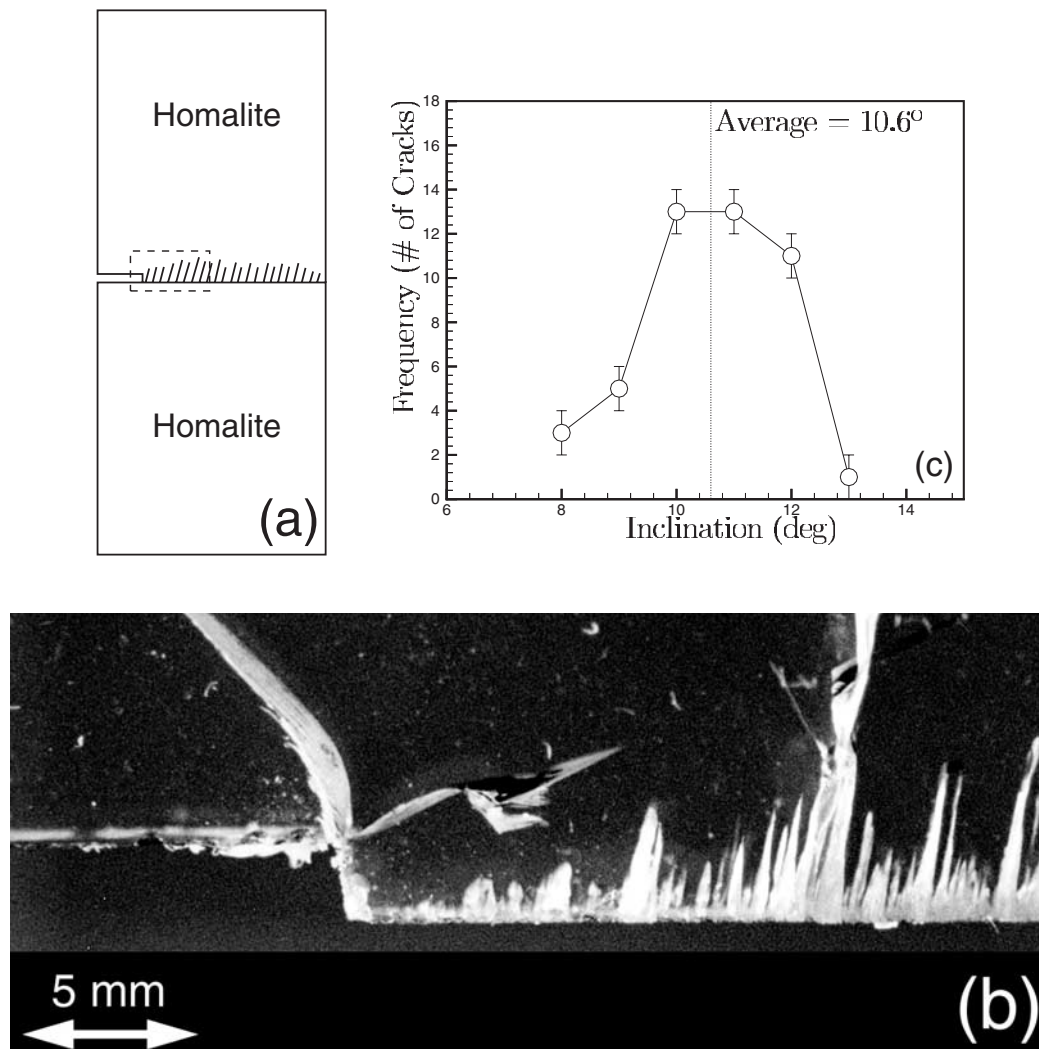 Homalite
Homalite
(a)
Frequency (# of Cracks)
18
16
14
12
10
8
6
4
2
0
6
8
10
12
14
Inclination (deg)
Average = 10.6°
(c)
5 mm
(b)